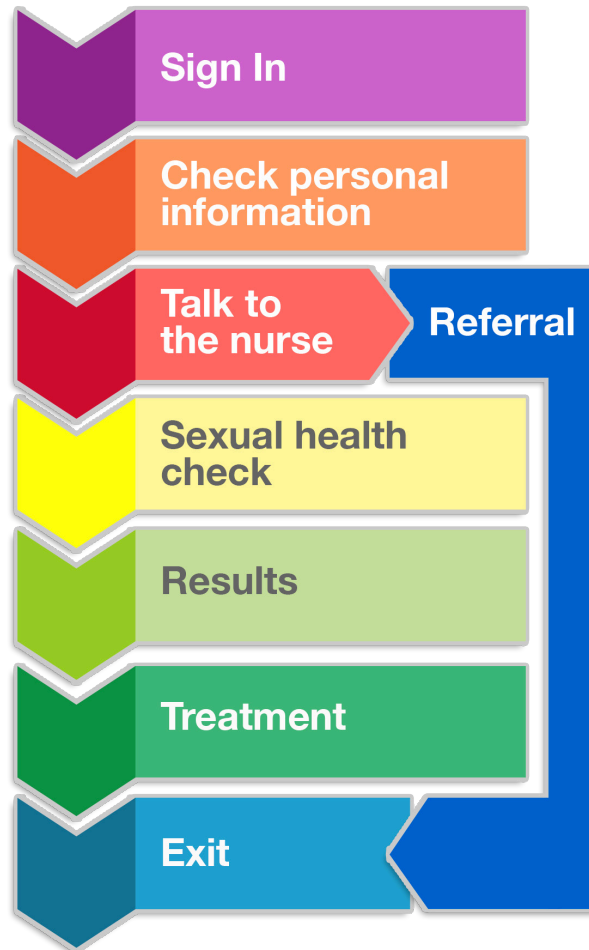 Sign In
Check personal
information
Talk to
the nurse
Referral
Sexual health
check
Results
Treatment
Exit